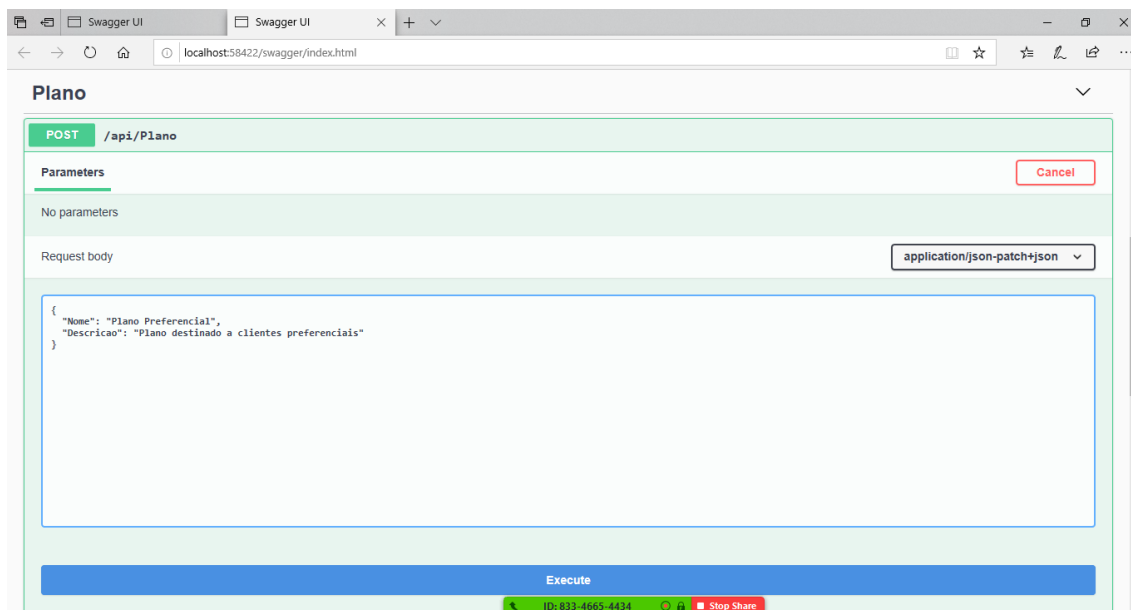 Swagger UI
Swagger UI
localhost:58422/swagger/index.html
Plano
POST /api/Plano
Parameters
Cancel
No parameters
Request body
application/json-patch+json
{
"Nome": "Plano Preferencial",
"Descricao": "Plano destinado a clientes preferenciais"
}
Execute
ID: 833-4665-4434
Stop Share